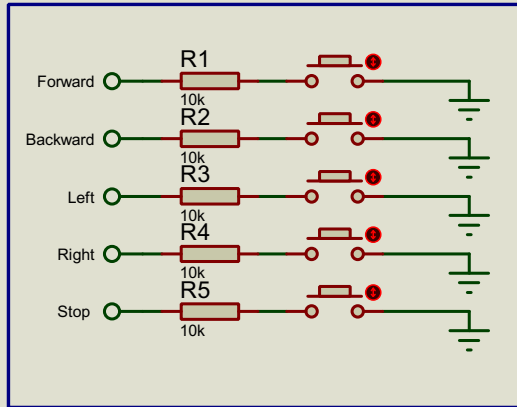 R1
Forward
10k
R2
Backward
10k
R3
Left
10k
R4
Right
10k
R5
Stop
10k